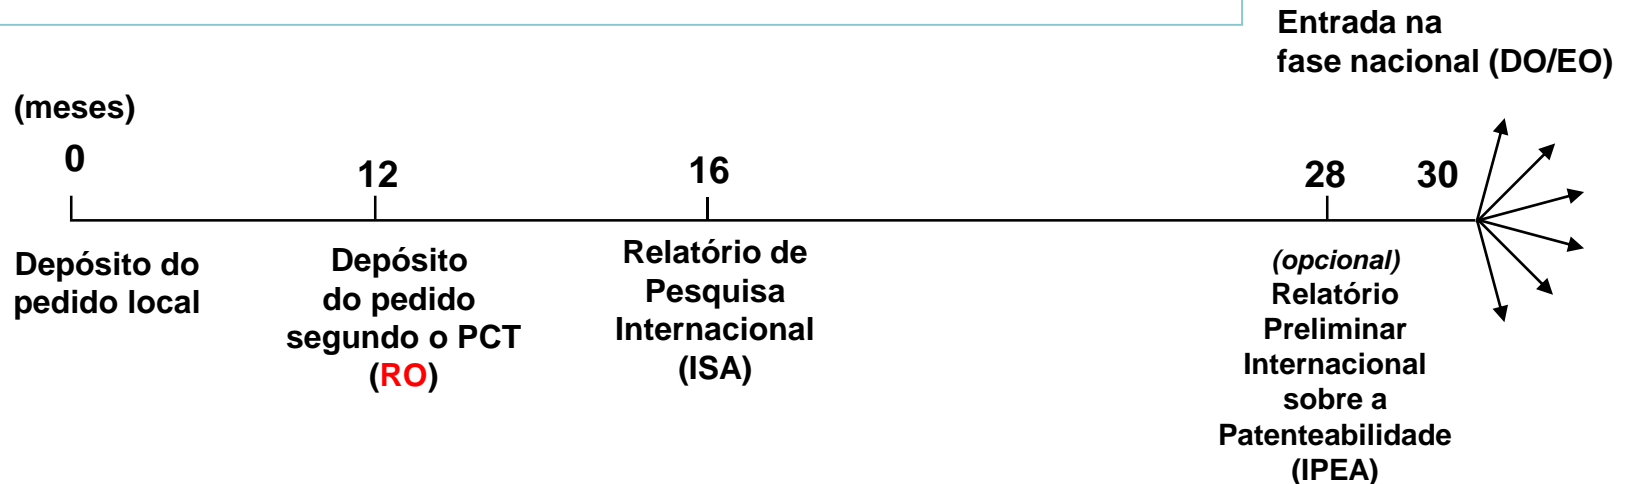 Entrada na
fase nacional (DO/EO)
(meses)
0
12
16
28
30
Depósito do
pedido local
Depósito
do pedido
segundo o PCT
(RO)
Relatório de
Pesquisa
Internacional
(ISA)
(opcional)
Relatório
Preliminar
Internacional
sobre a
Patenteabilidade
(IPEA)